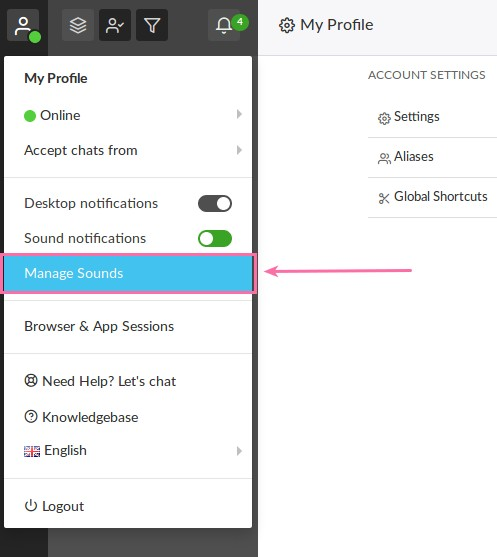 4
My Profile
My Profile
ACCOUNT SETTINGS
Online
Settings
Accept chats from
Aliases
Desktop notifications
Global Shortcuts
Sound notifications
Manage Sounds
Browser & App Sessions
Need Help? Let's chat
Knowledgebase
English
Logout